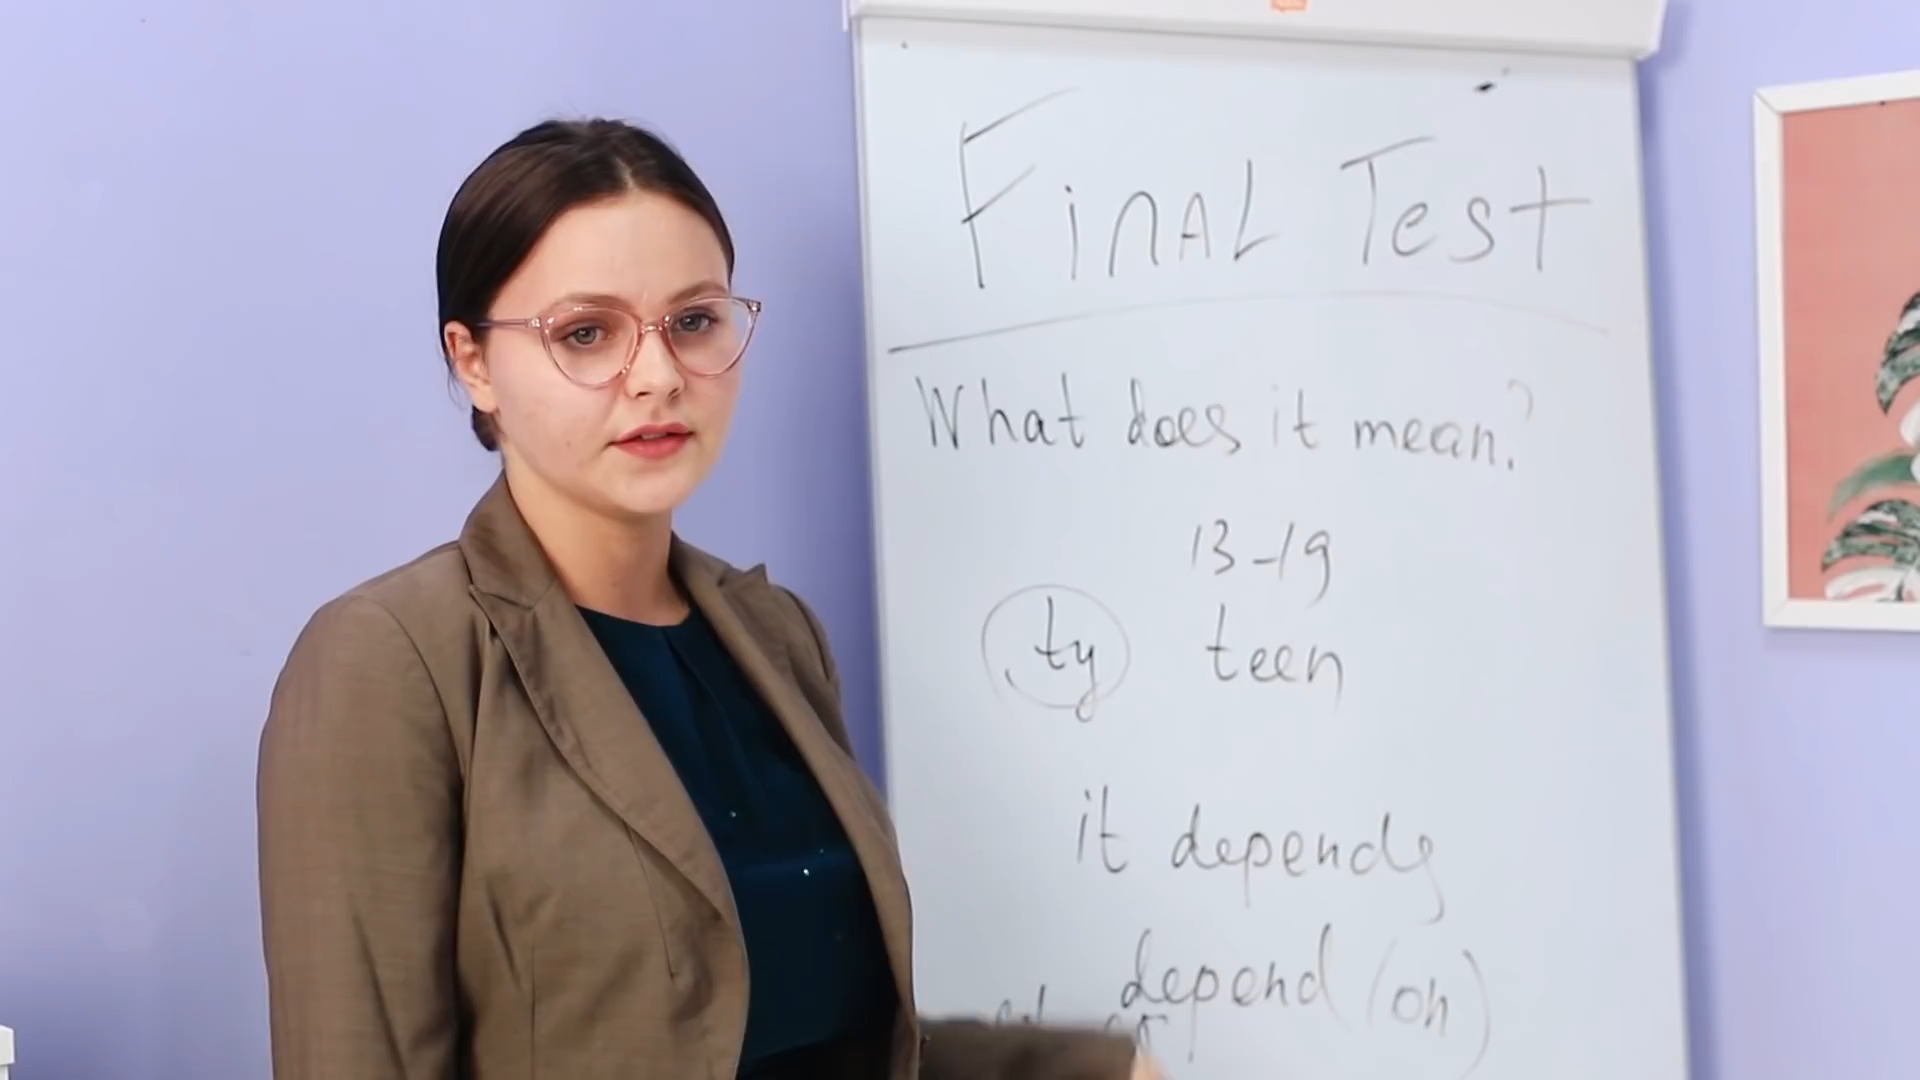 FinAL Test
What does it mean?
13-19
ty teen
it depends
depend (on)